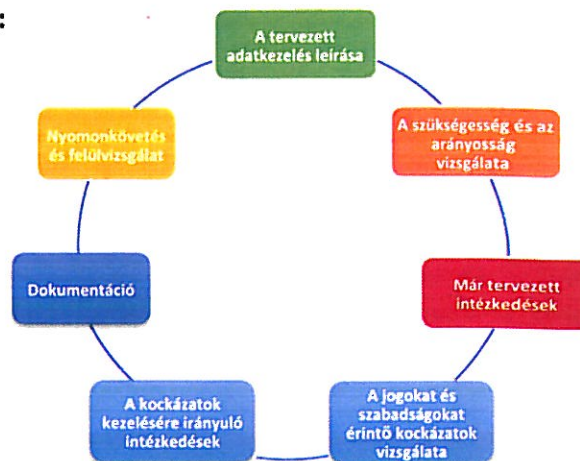 :
A tervezett
adatkezelés leírása
A szükségesség és az
arányosság
vizsgálata
Már tervezett
intézkedések
A jogokat és
szabadságokat
érintő kockázatok
vizsgálata
A kockázatok
kezelésére irányuló
intézkedések
Dokumentáció
Nyomonkövetés
és felülvizsgálat